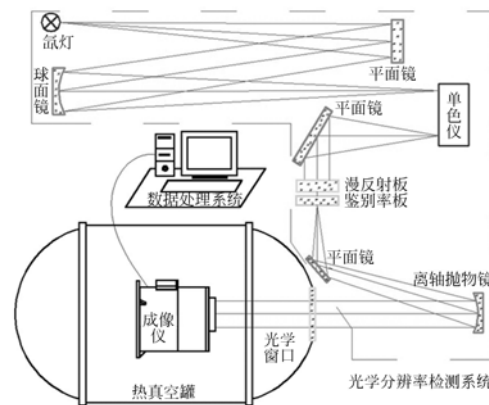 氙灯
平面镜
球面镜
单色仪
平面镜
漫反射板
鉴别率板
数据处理系统
平面镜
离轴抛物镜
成像仪
光学窗口
热真空罐
光学分辨率检测系统